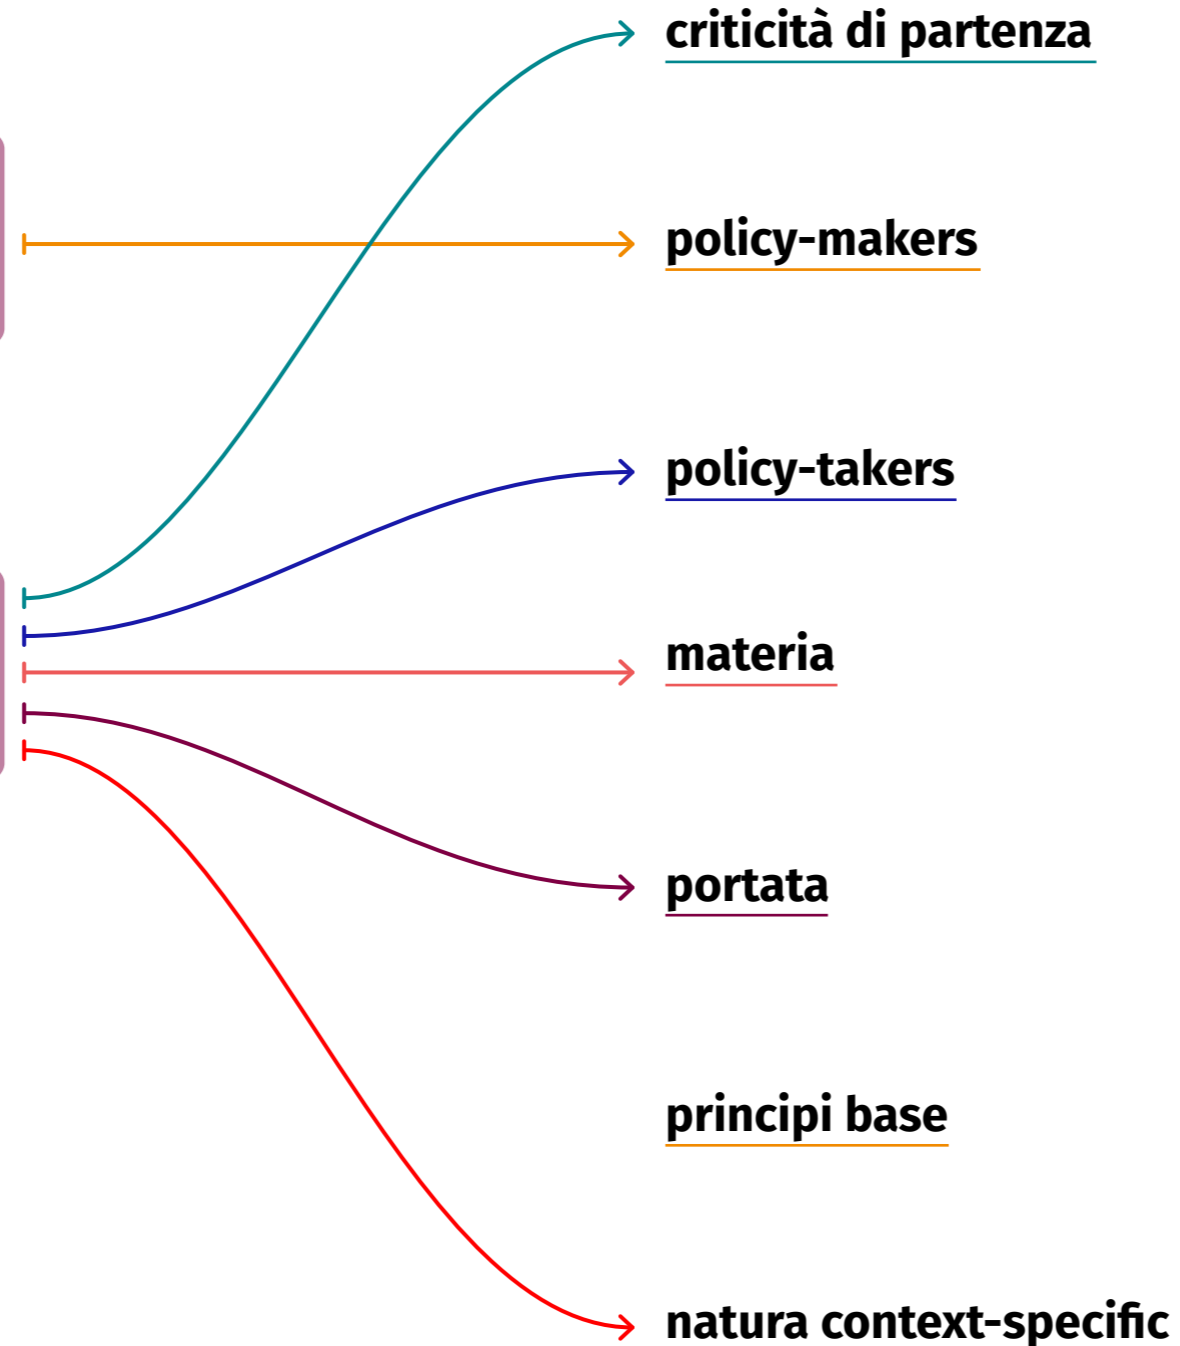 criticità di partenza
policy-makers
policy-takers
materia
portata
principi base
natura context-specific